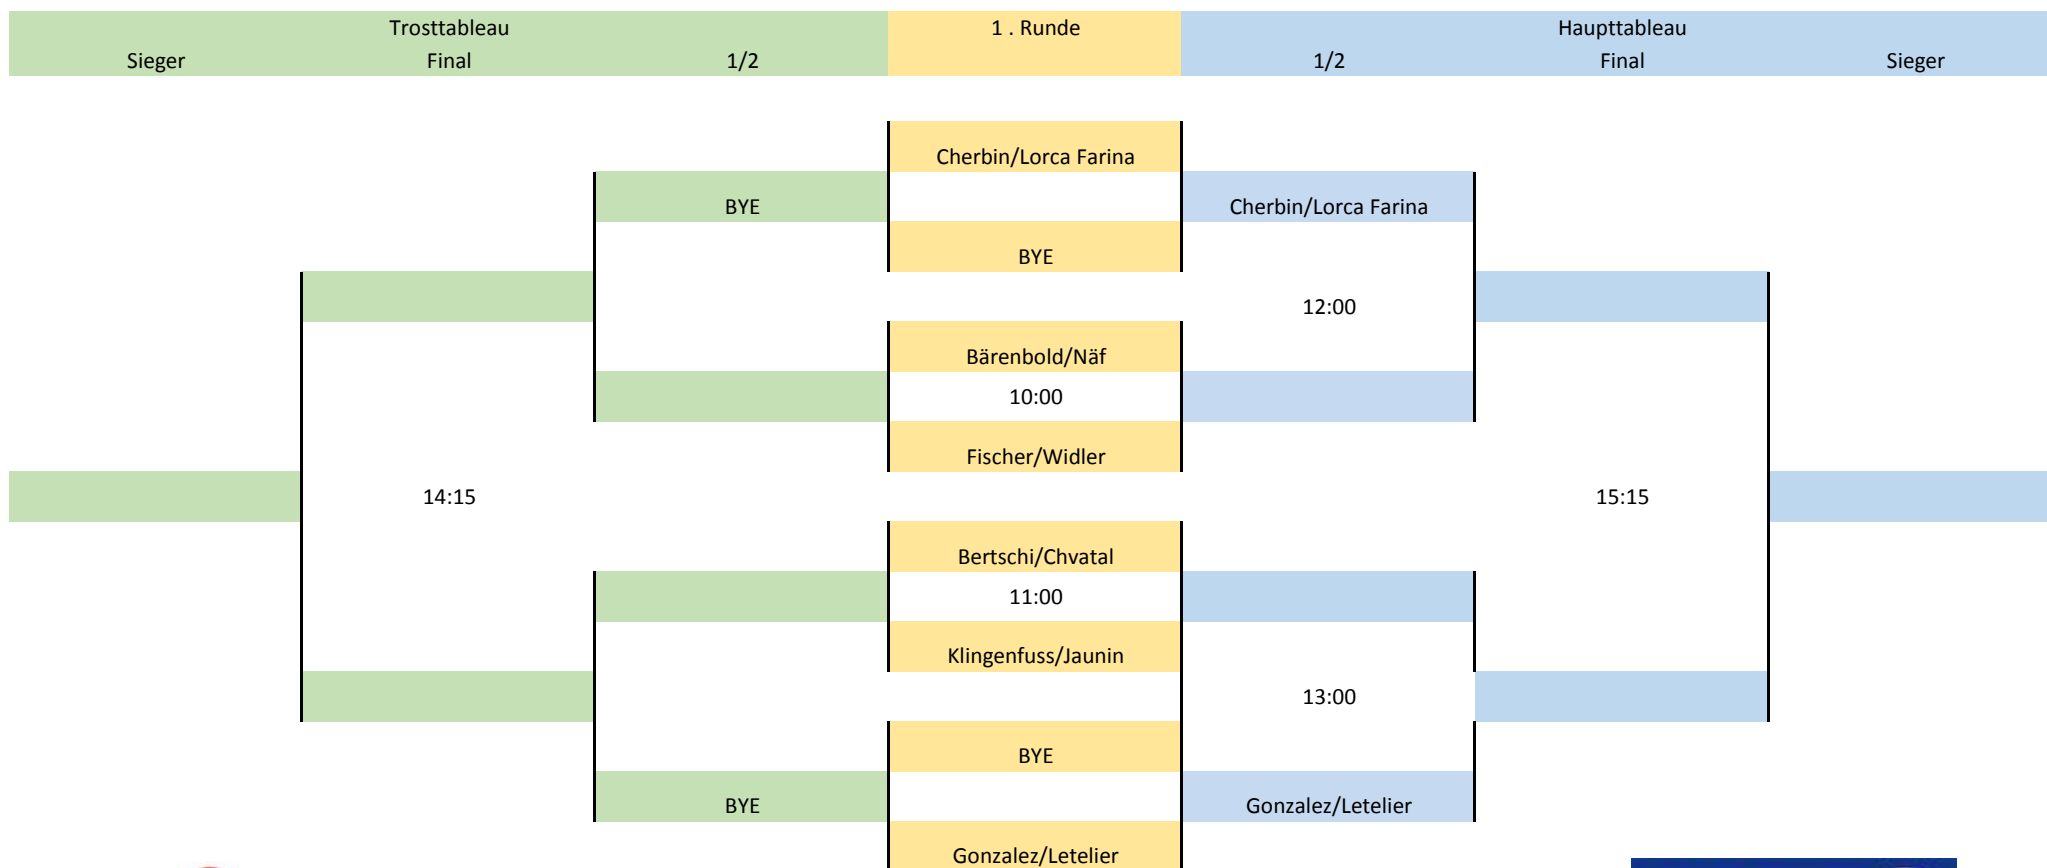 Trosttableau 1 . Runde Haupttableau
Sieger Final 1/2 1/2 Final Sieger
Cherbin/Lorca Farina
BYE Cherbin/Lorca Farina
BYE
12:00
Bärenbold/Näf
10:00
Fischer/Widler
14:15 15:15
Bertschi/Chvatal
11:00
Klingenfuss/Jaunin
13:00
BYE
BYE Gonzalez/Letelier
Gonzalez/Letelier